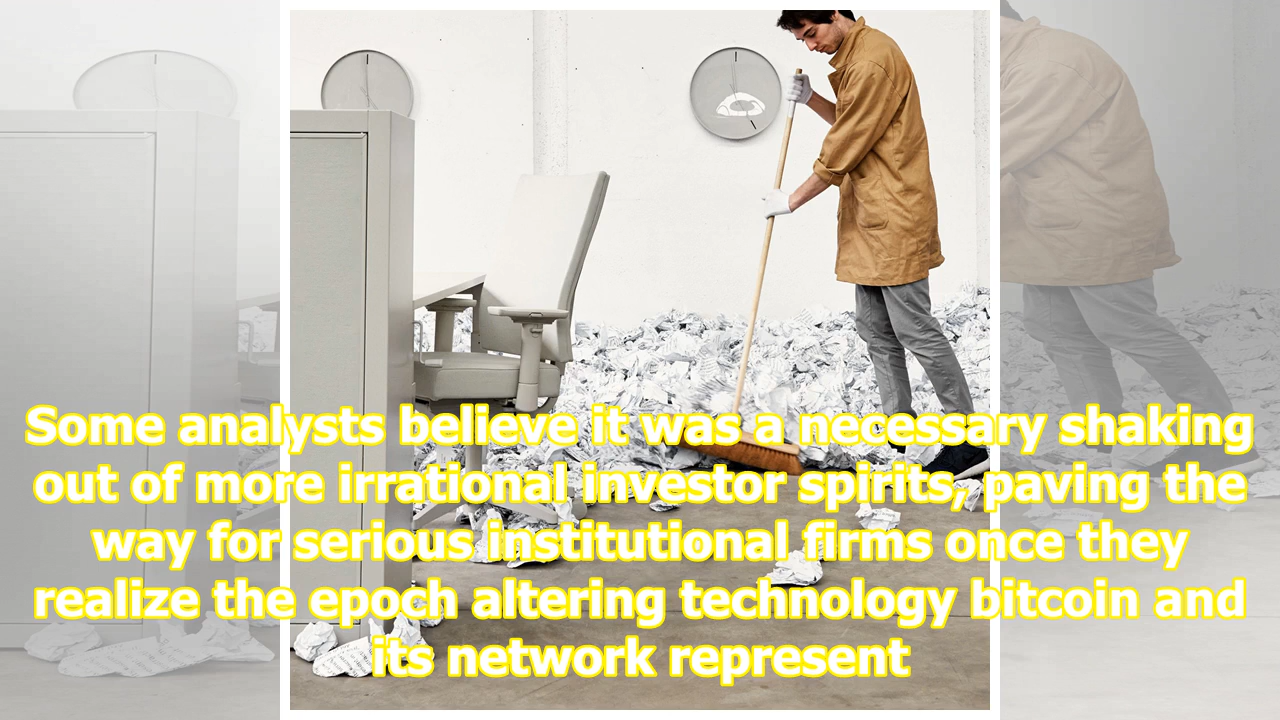 Some analysts believe it was a necessary shaking
out of more irrational investor spirits, paving the
way for serious institutional firms once they
realize the epoch altering technology bitcoin and
its network represent